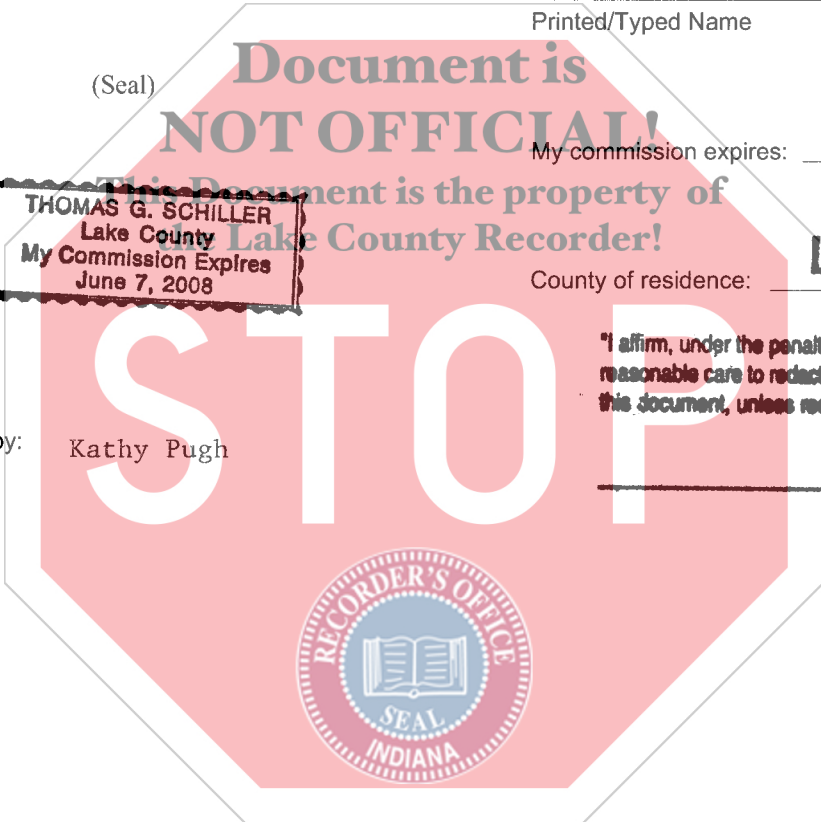 Printed/Typed Name
Document is
(Seal)
NOT OFFICIAL!
My commission expires:
This Document is the property of
the Lake County Recorder!
THOMAS G. SCHILLER
Lake County
My Commission Expires
June 7, 2008
County of residence:
STOP
"I affirm, under the penalt
reasonable care to redact
this document, unless re
by:
Kathy Pugh
RECORDER'S OFFICE
SEAL
INDIANA